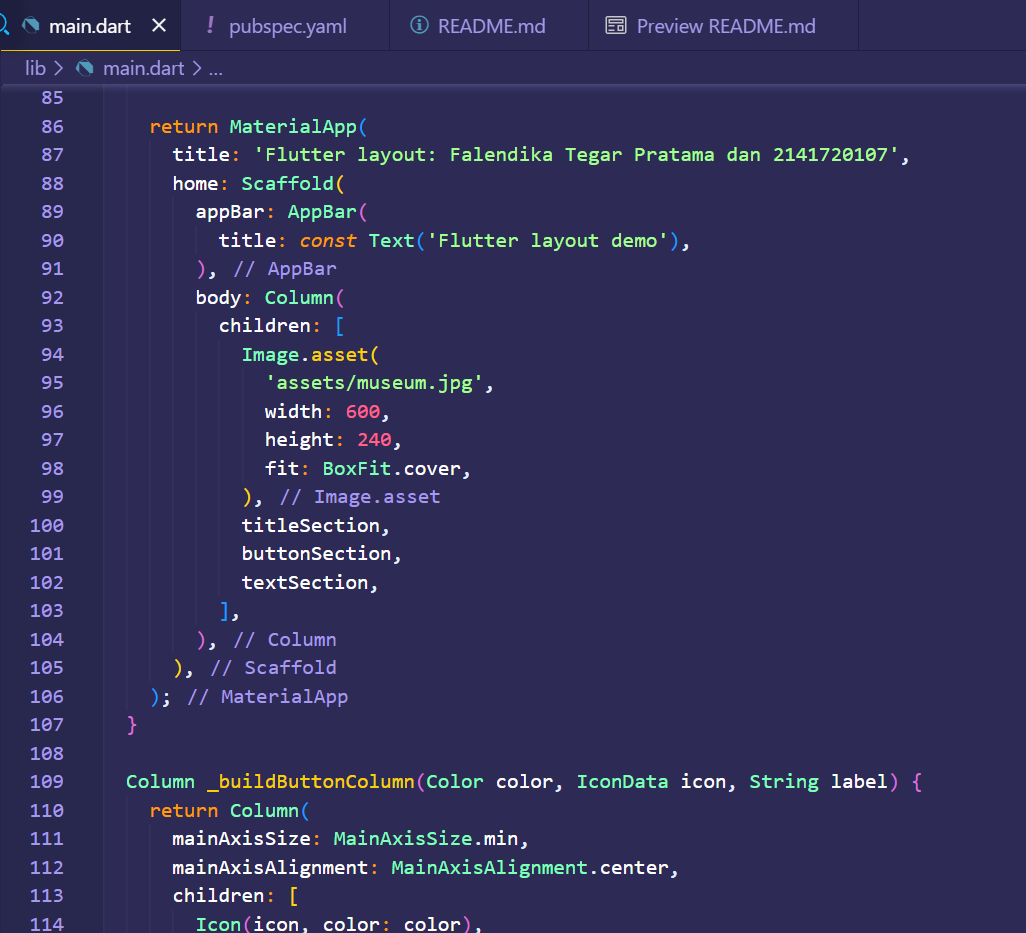 main.dart ! pubspec.yaml README.md Preview README.md
lib > main.dart > ...
85
86 return MaterialApp(
87 title: 'Flutter layout: Falendika Tegar Pratama dan 2141720107',
88 home: Scaffold(
89 appBar: AppBar(
90 title: const Text('Flutter layout demo'),
91 ), // AppBar
92 body: Column(
93 children: [
94 Image.asset(
95 'assets/museum.jpg',
96 width: 600,
97 height: 240,
98 fit: BoxFit.cover,
99 ), // Image.asset
100 titleSection,
101 buttonSection,
102 textSection,
103 ],
104 ), // Column
105 ), // Scaffold
106 ); // MaterialApp
107 }
108
109 Column _buildButtonColumn(Color color, IconData icon, String label) {
110 return Column(
111 mainAxisSize: MainAxisSize.min,
112 mainAxisAlignment: MainAxisAlignment.center,
113 children: [
114 Icon(icon, color: color),